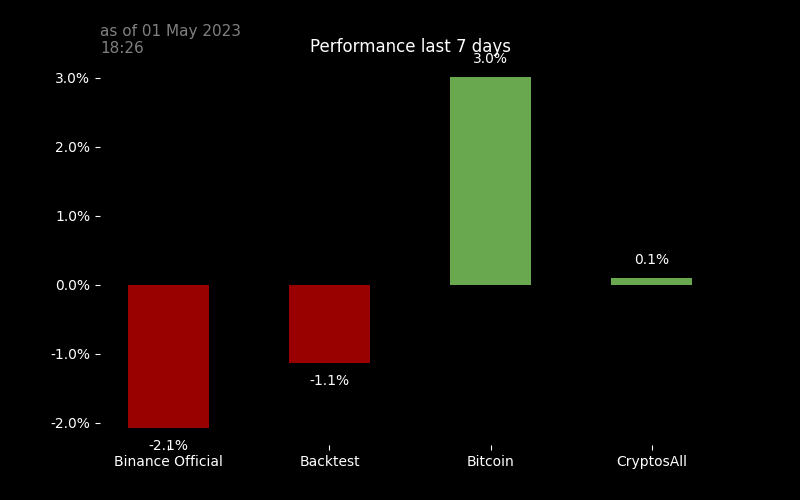 as of 01 May 2023
18:26
Performance last 7 days
3.0%
3.0%
2.0%
1.0%
0.1%
0.0%
-1.0%
-1.1%
-2.0%
-2.1%
Binance Official
Backtest
Bitcoin
CryptosAll